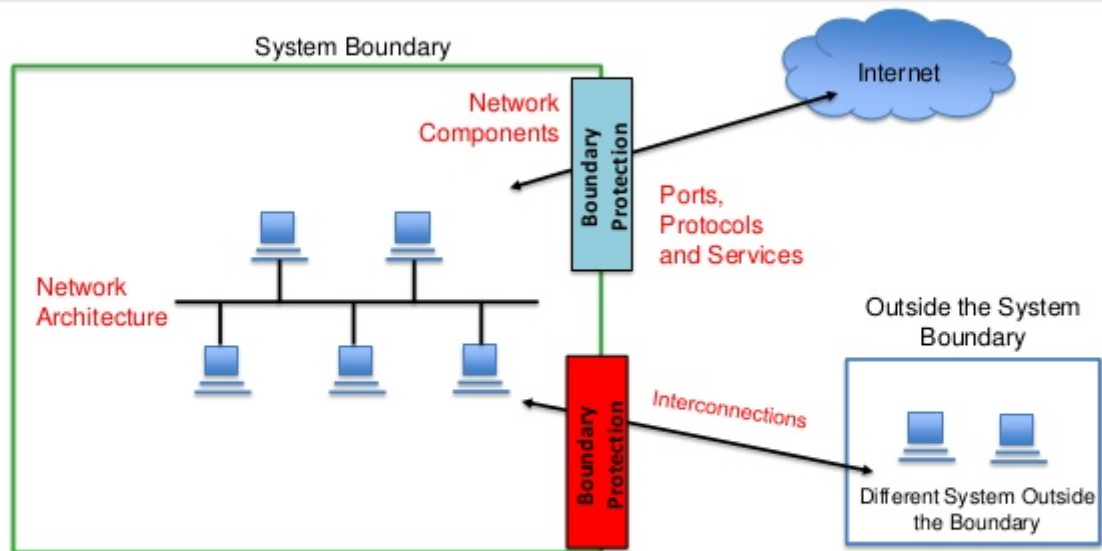 System Boundary
Internet
Network
Components
Boundary
Protection
Ports,
Protocols
and Services
Network
Architecture
Outside the System
Boundary
Boundary
Protection
Interconnections
Different System Outside
the Boundary